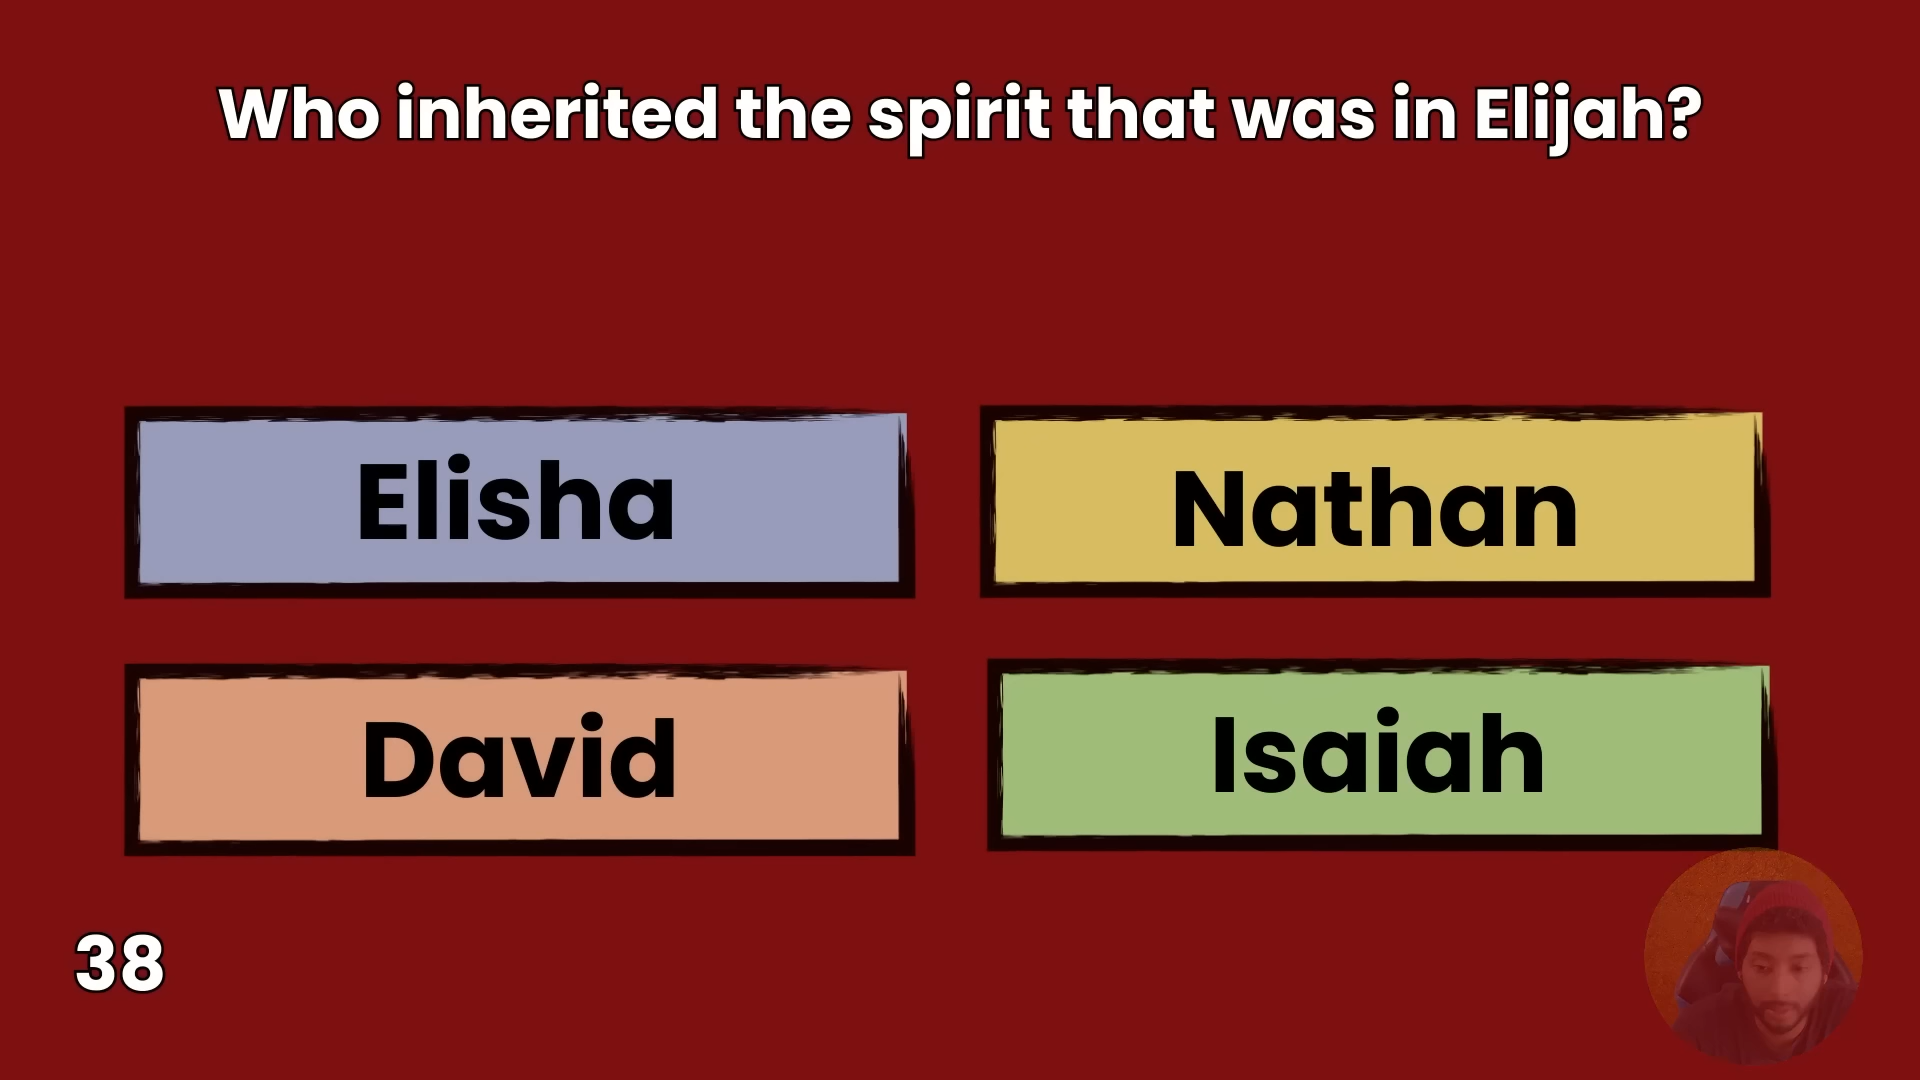 Who inherited the spirit that was in Elijah?
Elisha
Nathan
David
Isaiah
38